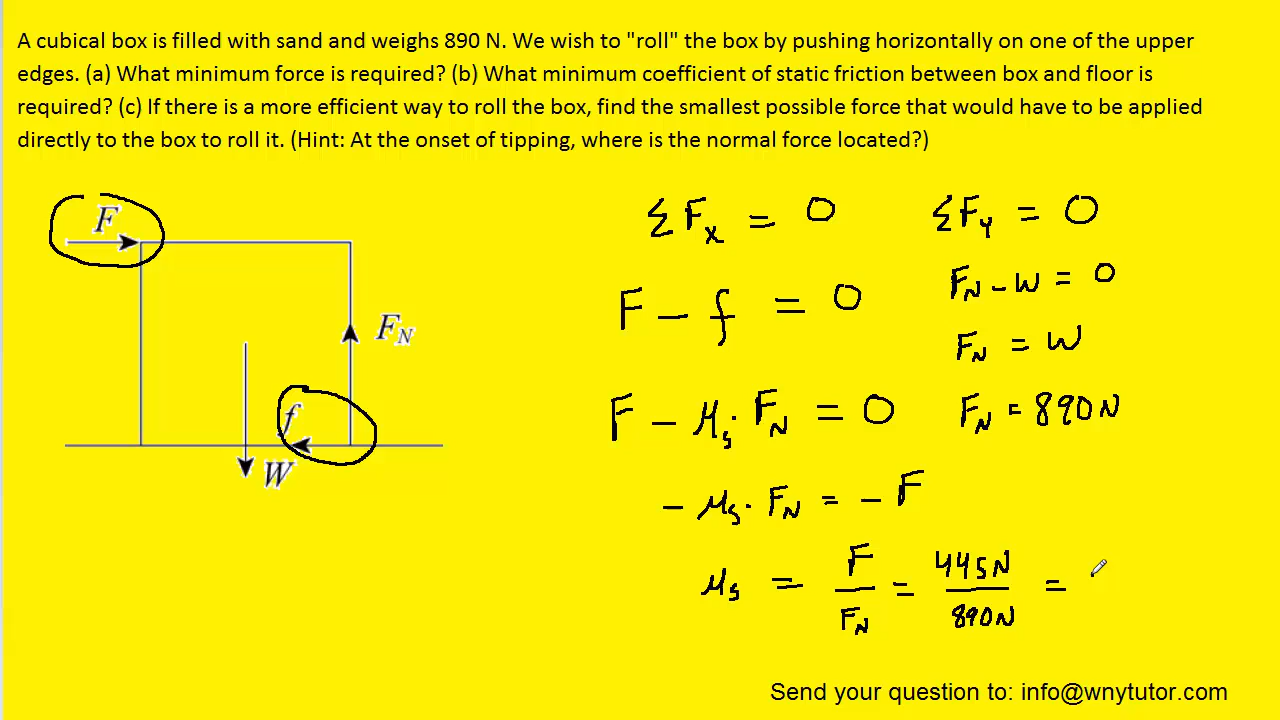 A cubical box is filled with sand and weighs 890 N. We wish to "roll" the box by pushing horizontally on one of the upper
edges. (a) What minimum force is required? (b) What minimum coefficient of static friction between box and floor is
required? (c) If there is a more efficient way to roll the box, find the smallest possible force that would have to be applied
directly to the box to roll it. (Hint: At the onset of tipping, where is the normal force located?)
F
F_N
f
W
ΣF_x = 0
F - f = 0
F - μ_s · F_N = 0
- μ_s · F_N = - F
μ_s = F/F_N = 445N/890N =
ΣF_y = 0
F_N - W = 0
F_N = W
F_N = 890N
Send your question to: info@wnytutor.com